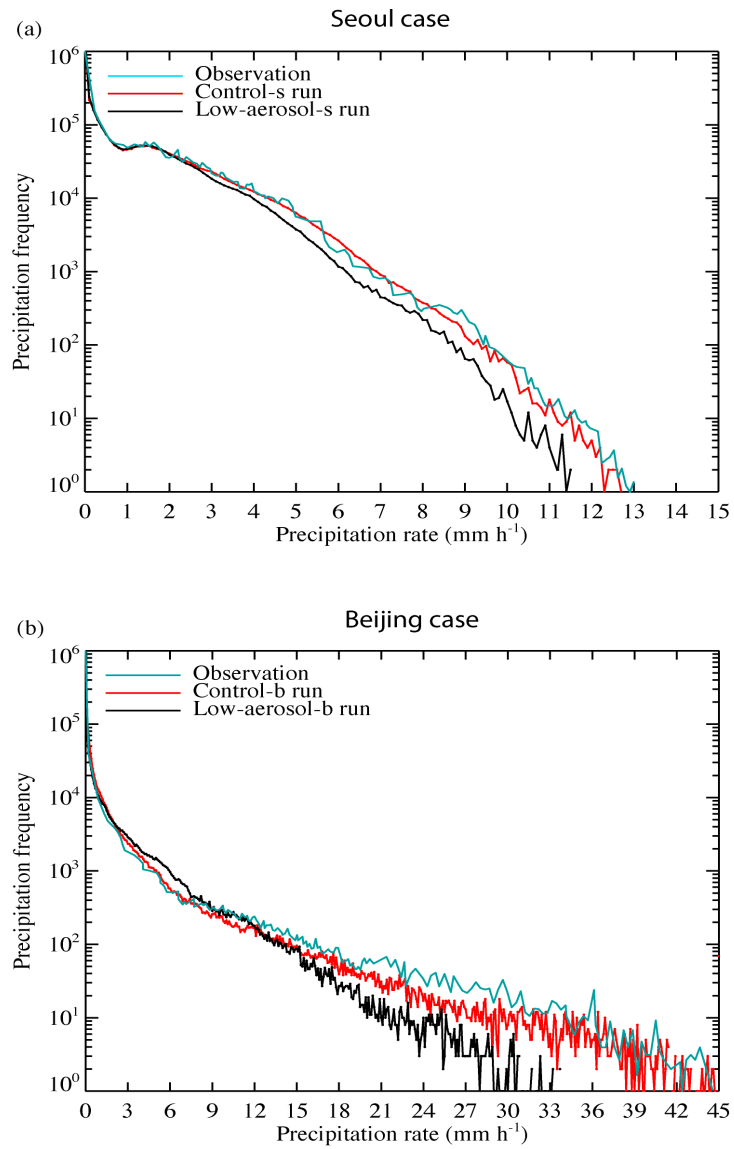 (a)
Seoul case
10⁶
10⁵
10⁴
10³
10²
10¹
10⁰
Precipitation frequency
Observation
Control-s run
Low-aerosol-s run
0 1 3 3 4 5 6 7 8 9 10 11 12 13 14 15
Precipitation rate (mm h⁻¹)
(b)
Beijing case
10⁶
10⁵
10⁴
10³
10²
10¹
10⁰
Precipitation frequency
Observation
Control-b run
Low-aerosol-b run
0 3 6 9 12 15 18 21 24 27 30 33 36 39 42 45
Precipitation rate (mm h⁻¹)